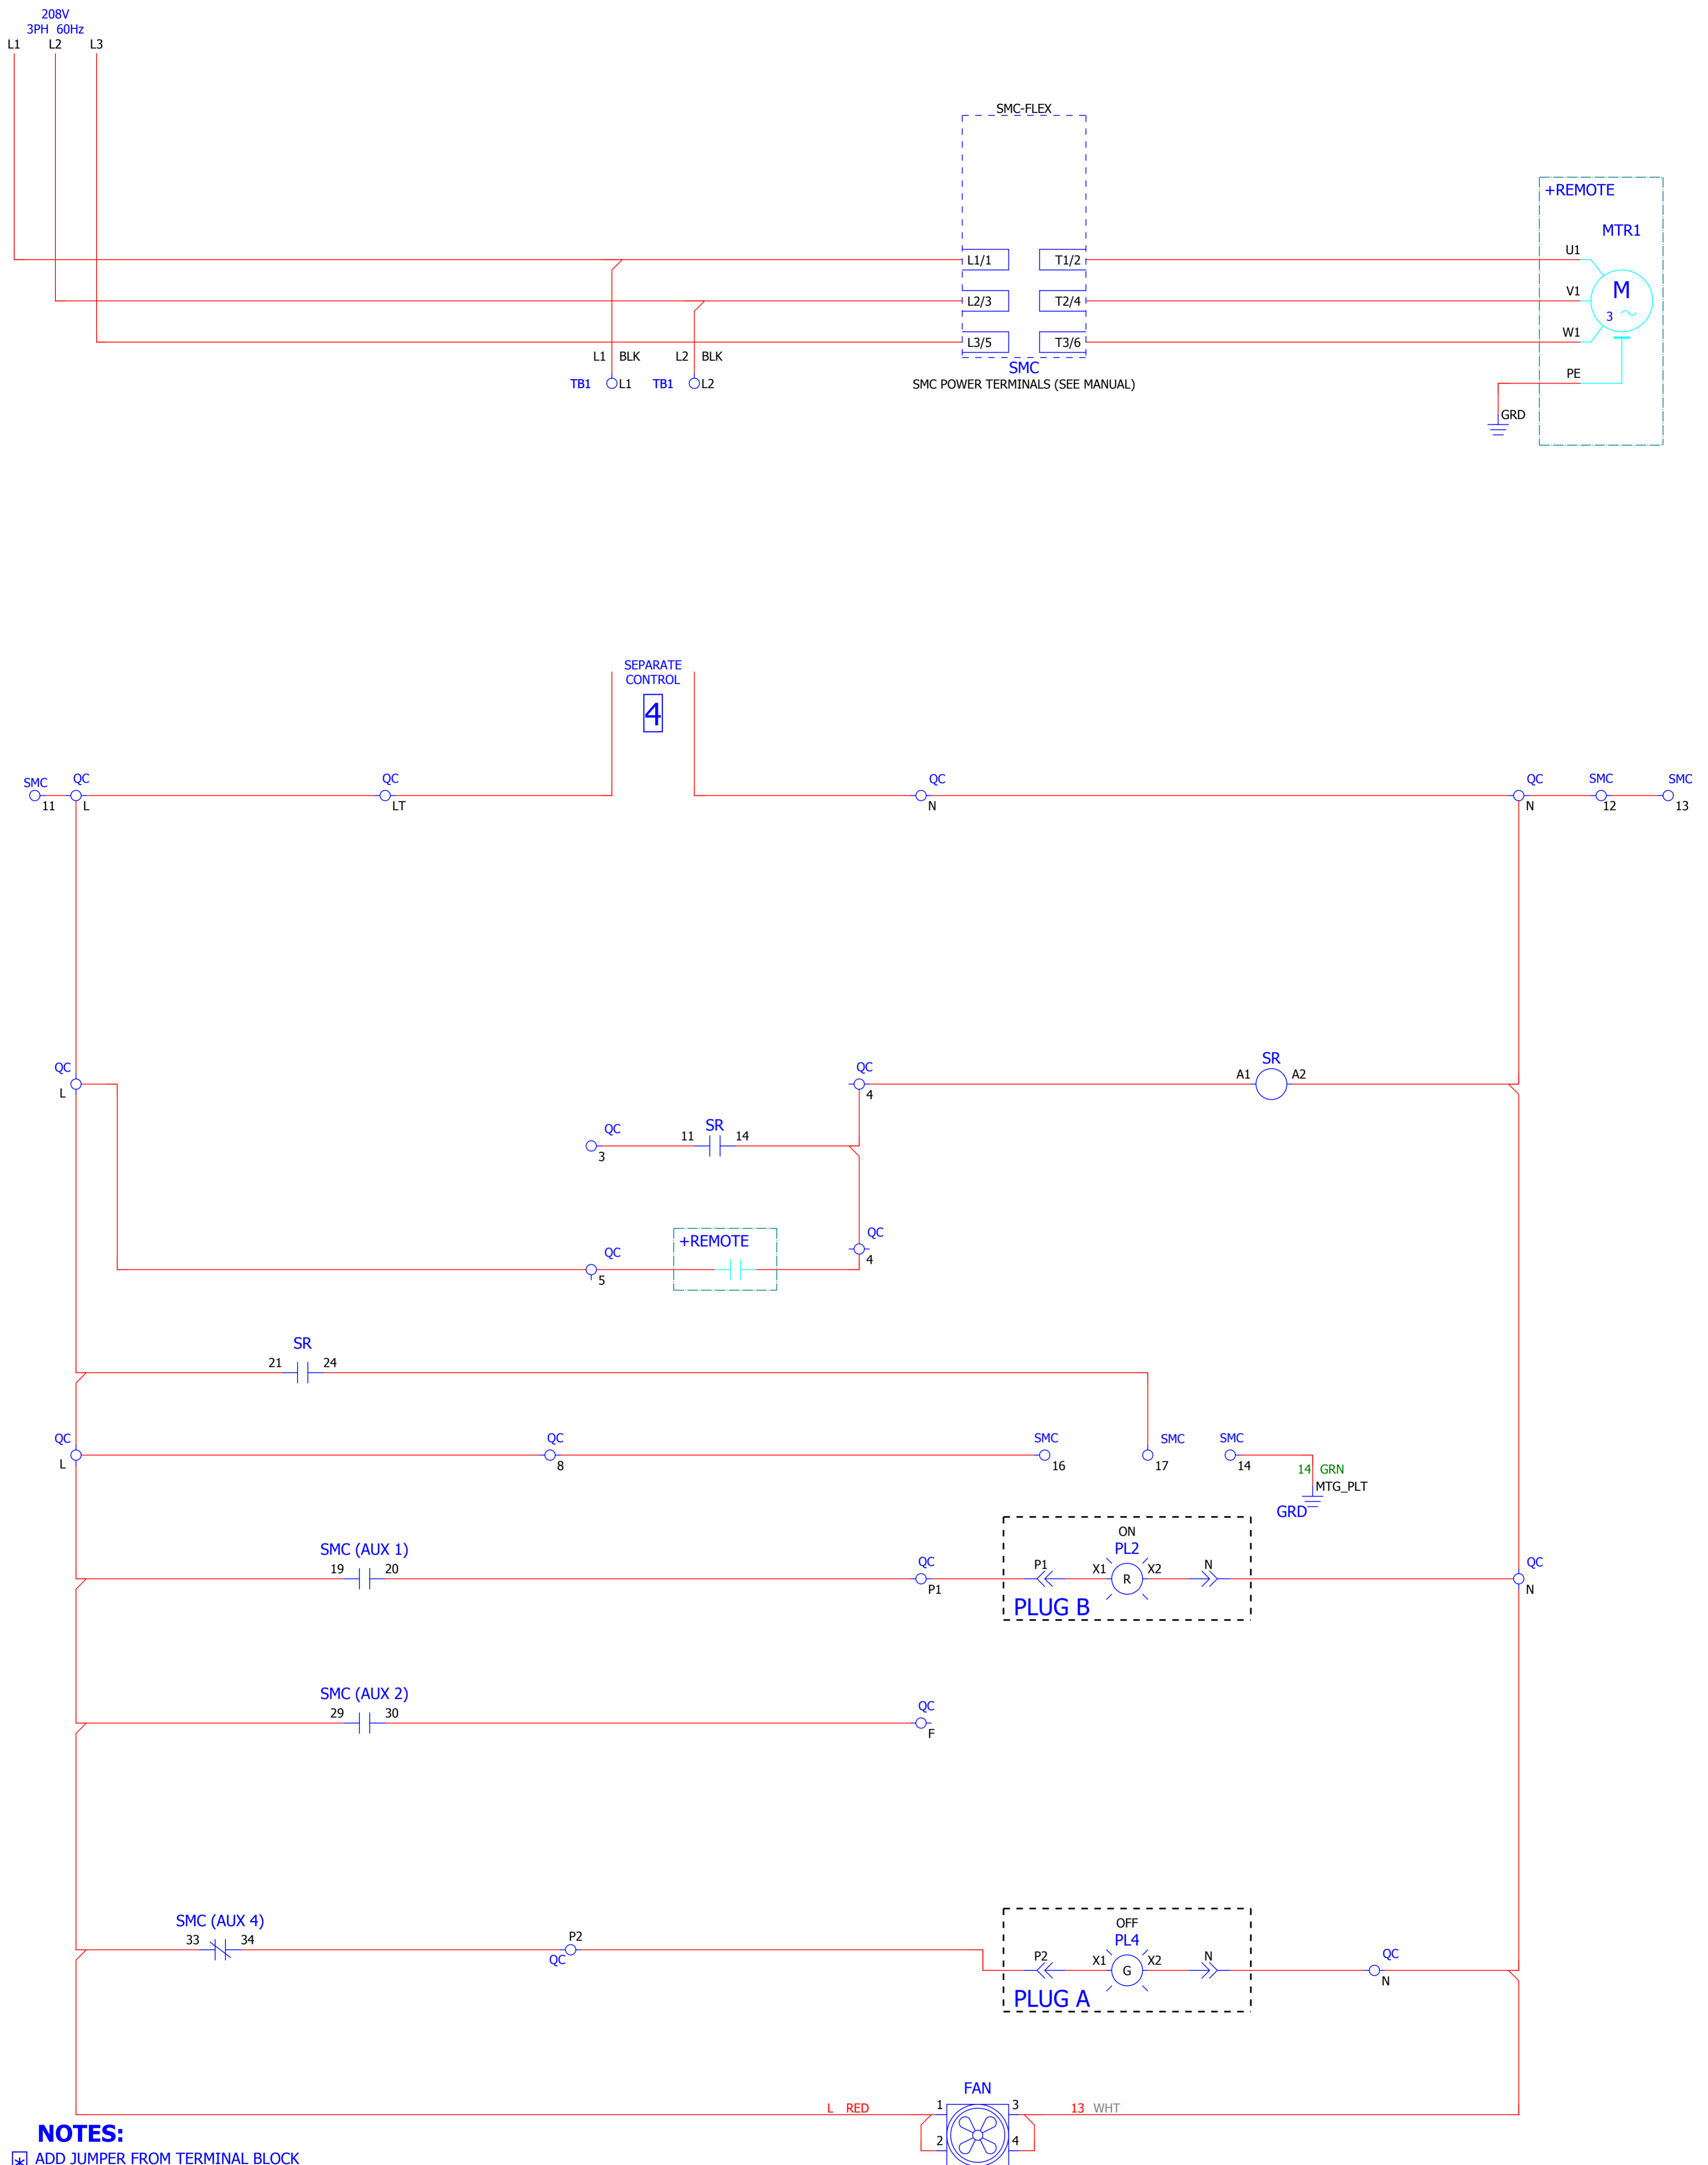 208V
3PH 60Hz
L1 L2 L3
SMC-FLEX
+REMOTE
MTR1
L1/1 T1/2 U1
L2/3 T2/4 V1 M
3
L3/5 T3/6 W1
L1 BLK L2 BLK
SMC
TB1 L1 TB1 L2
SMC POWER TERMINALS (SEE MANUAL)
PE
GRD
SEPARATE
CONTROL
4
SMC QC QC QC QC SMC SMC
11 L LT N N 12 13
QC QC SR
L 4 A1 A2
QC SR
3 11 14
QC +REMOTE QC
5 4
SR
21 24
QC QC SMC SMC SMC
L 8 16 17 14
14 GRN
MTG_PLT
GRD
ON
SMC (AUX 1) PL2
19 20 QC P1 P1 X1 R X2 N QC N
PLUG B
SMC (AUX 2)
29 30 QC
F
SMC (AUX 4) OFF
33 34 P2 PL4
QC P2 X1 G X2 N QC
N
PLUG A
FAN
L RED 1 3 13 WHT
2 4
NOTES:
* ADD JUMPER FROM TERMINAL BLOCK